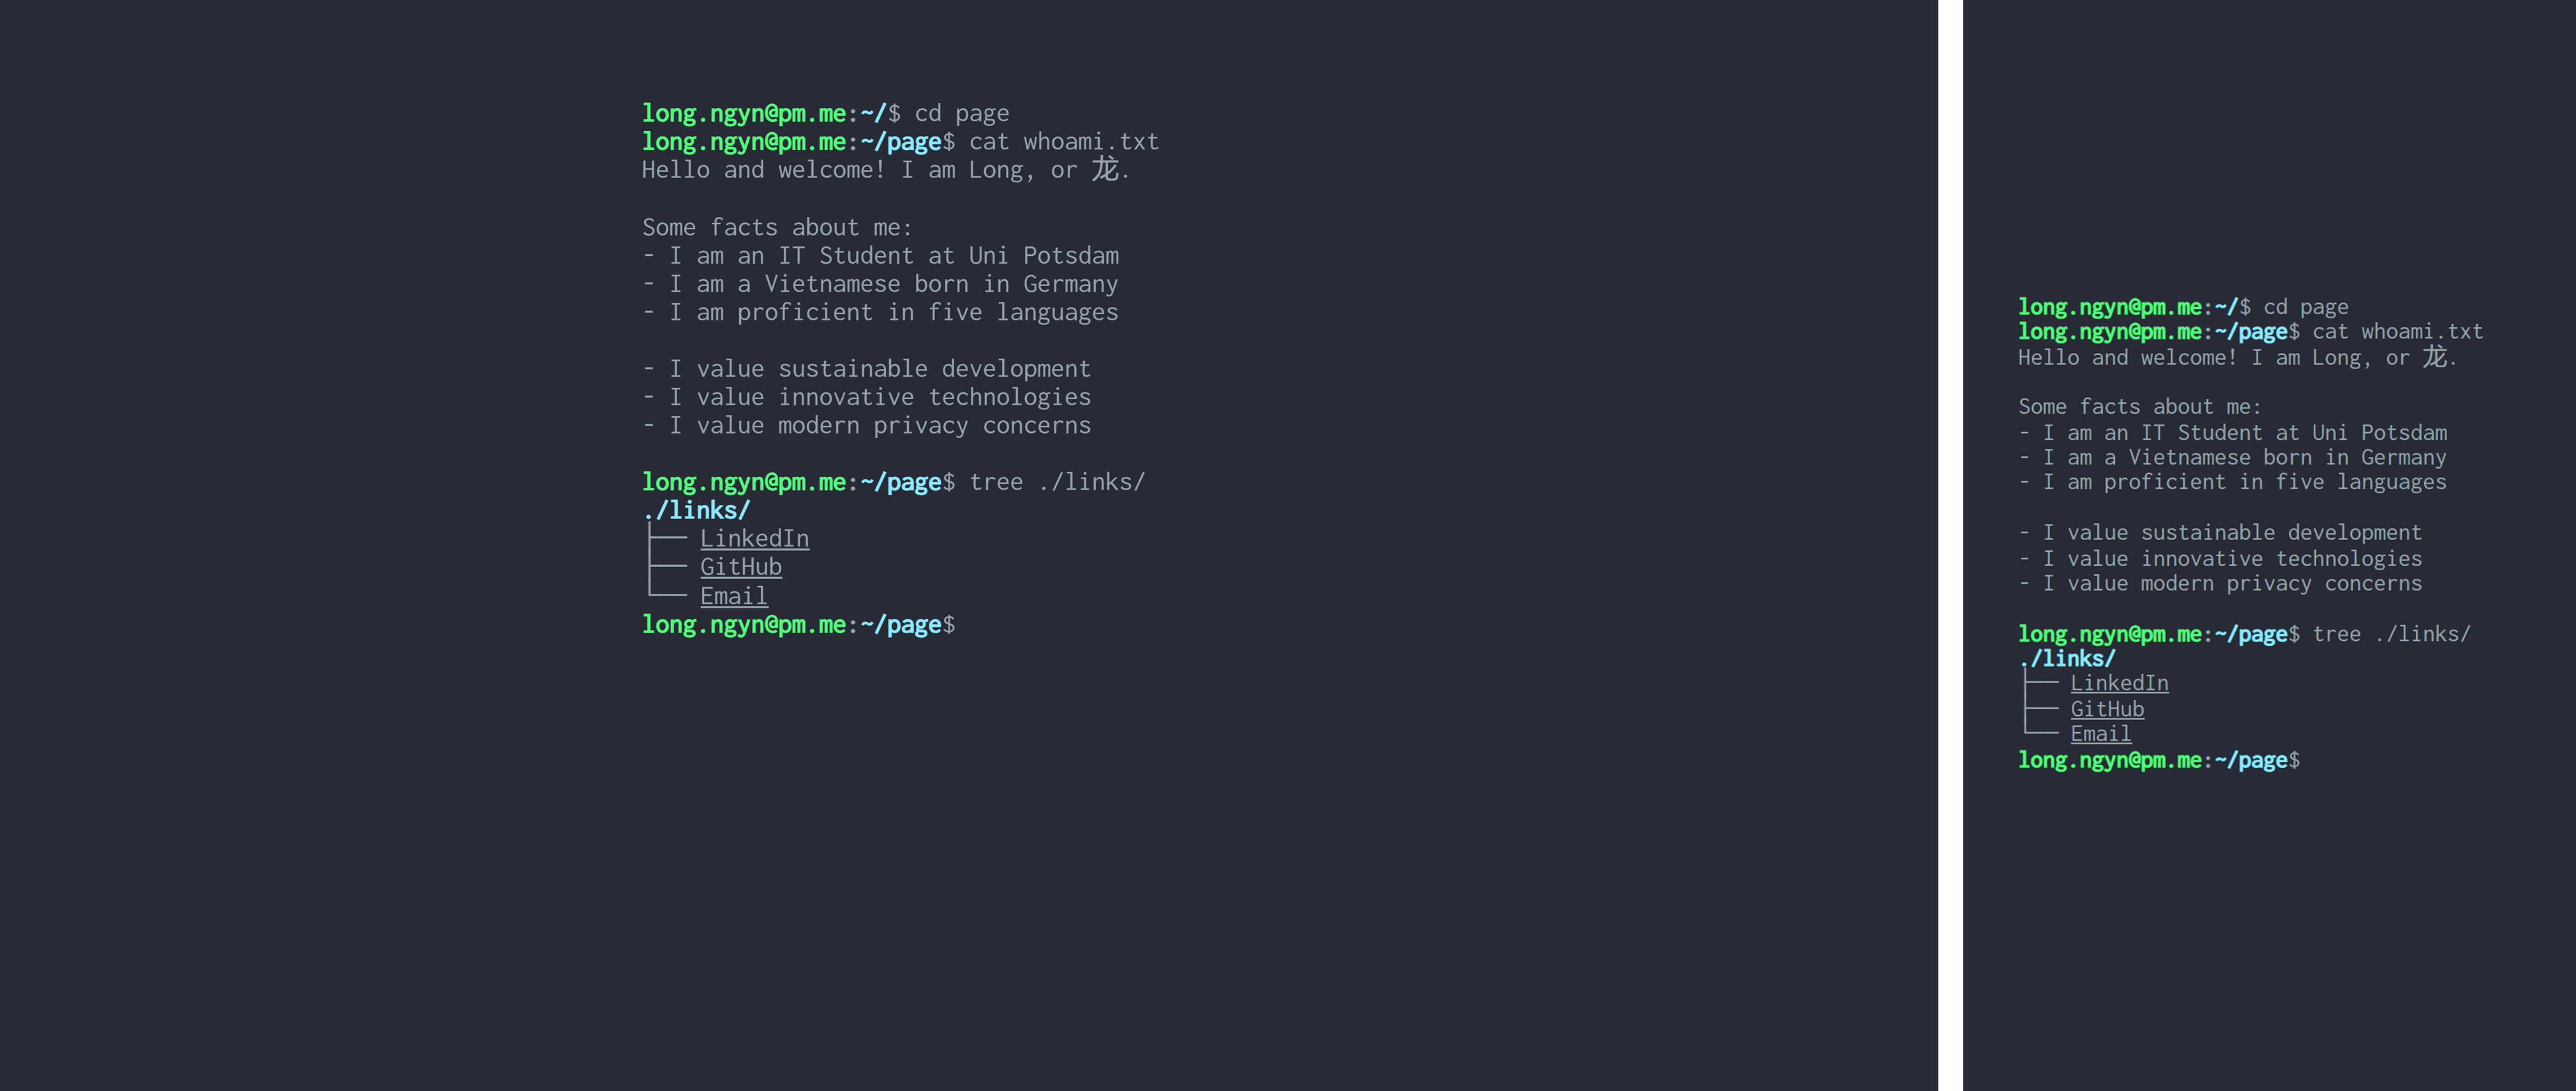 long.ngyn@pm.me:~/$ cd page
long.ngyn@pm.me:~/page$ cat whoami.txt
Hello and welcome! I am Long, or 龙.
Some facts about me:
- I am an IT Student at Uni Potsdam
- I am a Vietnamese born in Germany
- I am proficient in five languages
- I value sustainable development
- I value innovative technologies
- I value modern privacy concerns
long.ngyn@pm.me:~/page$ tree ./links/
./links/
├── LinkedIn
├── GitHub
└── Email
long.ngyn@pm.me:~/page$
long.ngyn@pm.me:~/$ cd page
long.ngyn@pm.me:~/page$ cat whoami.txt
Hello and welcome! I am Long, or 龙.
Some facts about me:
- I am an IT Student at Uni Potsdam
- I am a Vietnamese born in Germany
- I am proficient in five languages
- I value sustainable development
- I value innovative technologies
- I value modern privacy concerns
long.ngyn@pm.me:~/page$ tree ./links/
./links/
├── LinkedIn
├── GitHub
└── Email
long.ngyn@pm.me:~/page$